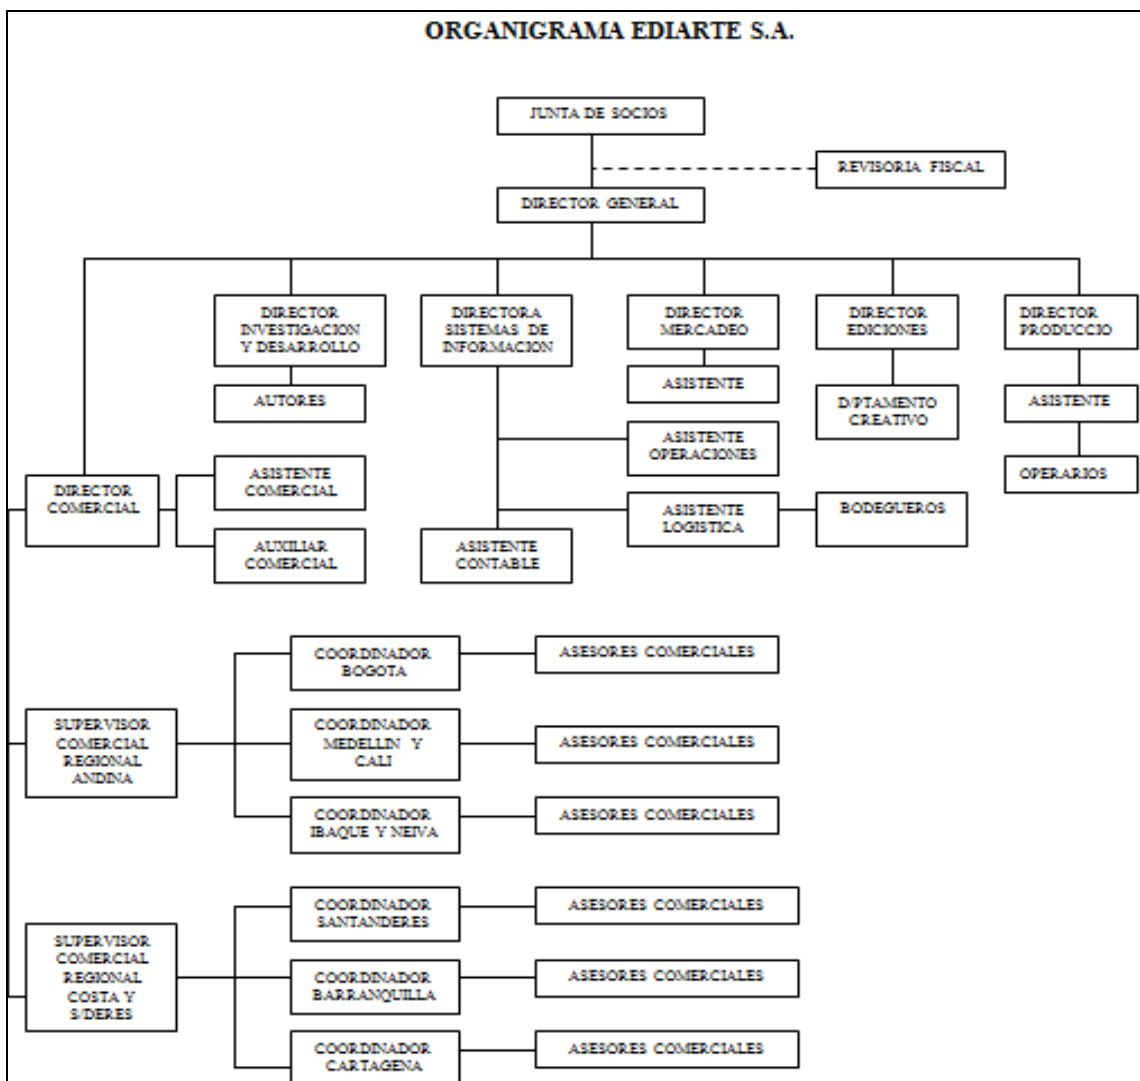 ORGANIGRAMA EDIARTE S.A.
JUNTA DE SOCIOS
REVISORIA FISCAL
DIRECTOR GENERAL
DIRECTOR
INVESTIGACION
Y DESARROLLO
DIRECTORA
SISTEMAS DE
INFORMACION
DIRECTOR
MERCADEO
DIRECTOR
EDICIONES
DIRECTOR
PRODUCCIO
AUTORES
ASISTENTE
D/PTAMENTO
CREATIVO
ASISTENTE
ASISTENTE
OPERACIONES
OPERARIOS
DIRECTOR
COMERCIAL
ASISTENTE
COMERCIAL
ASISTENTE
LOGISTICA
BODEGUEROS
AUXILIAR
COMERCIAL
ASISTENTE
CONTABLE
COORDINADOR
BOGOTA
ASESORES COMERCIALES
SUPERVISOR
COMERCIAL
REGIONAL
ANDINA
COORDINADOR
MEDELLIN Y
CALI
ASESORES COMERCIALES
COORDINADOR
IBAQUE Y NEIVA
ASESORES COMERCIALES
COORDINADOR
SANTANDERES
ASESORES COMERCIALES
SUPERVISOR
COMERCIAL
REGIONAL
COSTA Y
S/DERES
COORDINADOR
BARRANQUILLA
ASESORES COMERCIALES
COORDINADOR
CARTAGENA
ASESORES COMERCIALES